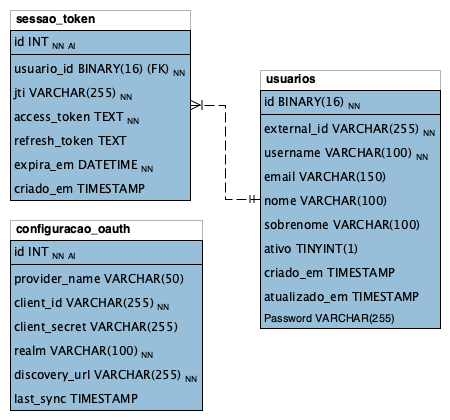 sessao_token
id INT NN AI
usuario_id BINARY(16) (FK) NN
jti VARCHAR(255) NN
access_token TEXT NN
refresh_token TEXT
expira_em DATETIME NN
criado_em TIMESTAMP
usuarios
id BINARY(16) NN
external_id VARCHAR(255) NN
username VARCHAR(100) NN
email VARCHAR(150)
nome VARCHAR(100)
sobrenome VARCHAR(100)
ativo TINYINT(1)
criado_em TIMESTAMP
atualizado_em TIMESTAMP
Password VARCHAR(255)
configuracao_oauth
id INT NN AI
provider_name VARCHAR(50)
client_id VARCHAR(255) NN
client_secret VARCHAR(255)
realm VARCHAR(100) NN
discovery_url VARCHAR(255) NN
last_sync TIMESTAMP